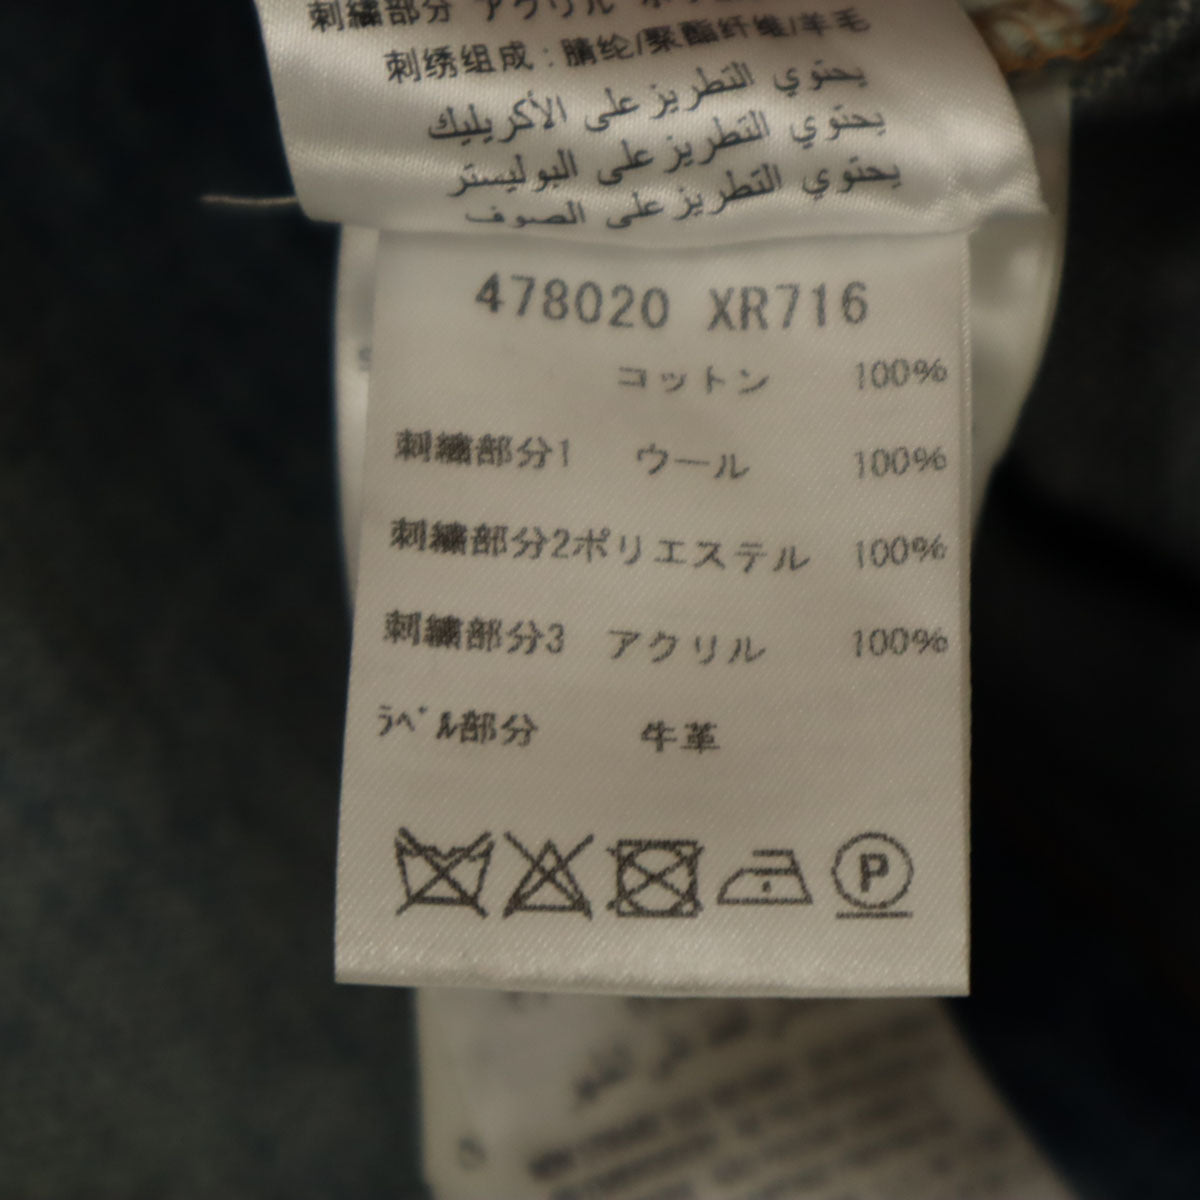 刺繍部分 アクリル
刺绣组成:腈纶/聚酯纤维/羊毛
يحتوي التطريز على الأكريليك
يحتوي التطريز على البوليستر
يحتوي التطريز على الصوف
478020 XR716
コットン 100%
刺繍部分1 ウール 100%
刺繍部分2ポリエステル 100%
刺繍部分3 アクリル 100%
ﾗﾍﾞﾙ部分 牛革
P